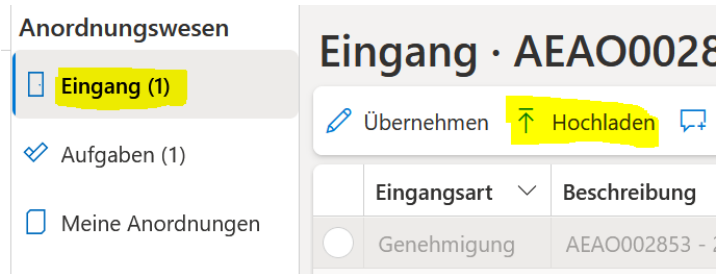 Anordnungswesen
Eingang (1)
Aufgaben (1)
Meine Anordnungen
Eingang · AEAO0028
Übernehmen Hochladen
Eingangsart Beschreibung
Genehmigung AEAO002853 -